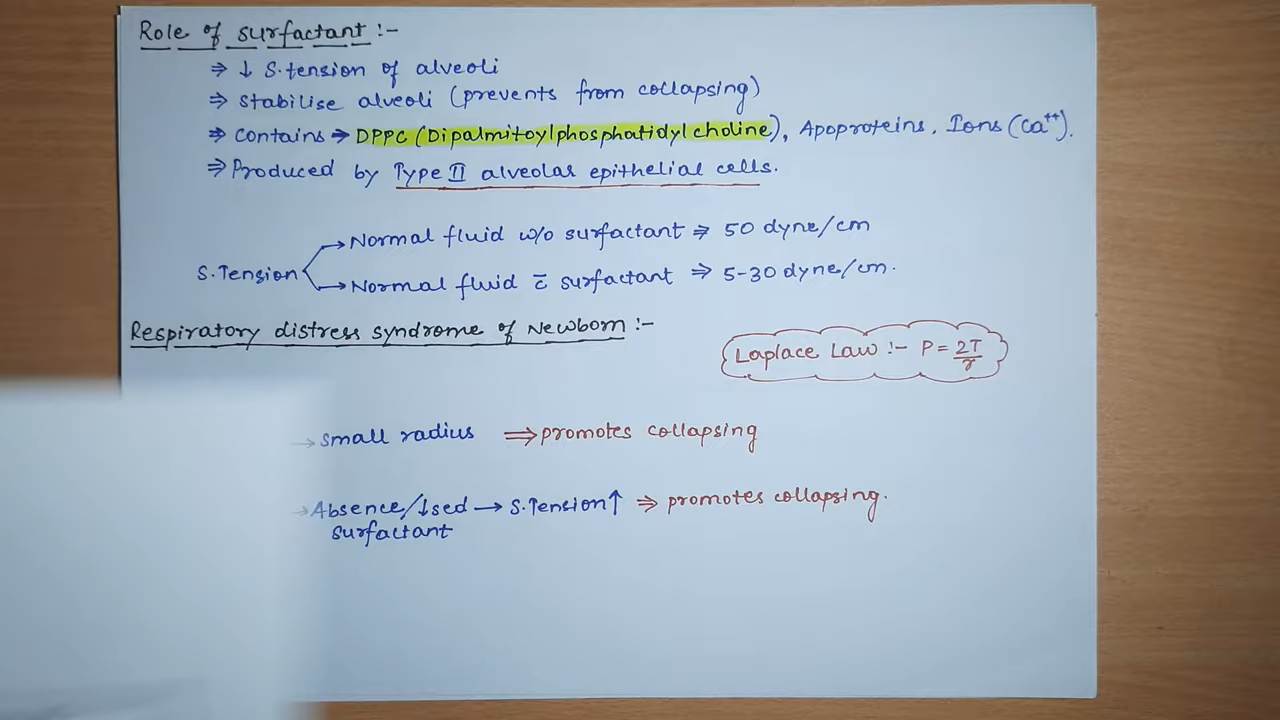 Role of surfactant :-
⇒ ↓ S.tension of alveoli
⇒ stabilise alveoli (prevents from collapsing)
⇒ contains → DPPC (Dipalmitoylphosphatidylcholine), Apoproteins, Ions (Ca⁺⁺).
⇒ Produced by Type II alveolar epithelial cells.
→ Normal fluid w/o surfactant ⇒ 50 dyne/cm
S.Tension
→ Normal fluid c̄ surfactant ⇒ 5-30 dyne/cm.
Respiratory distress syndrome of Newborn :-
Laplace Law :- P = 2T/r
→ small radius ⇒ promotes collapsing
→ Absence/↓sed → S.Tension↑ ⇒ promotes collapsing.
surfactant